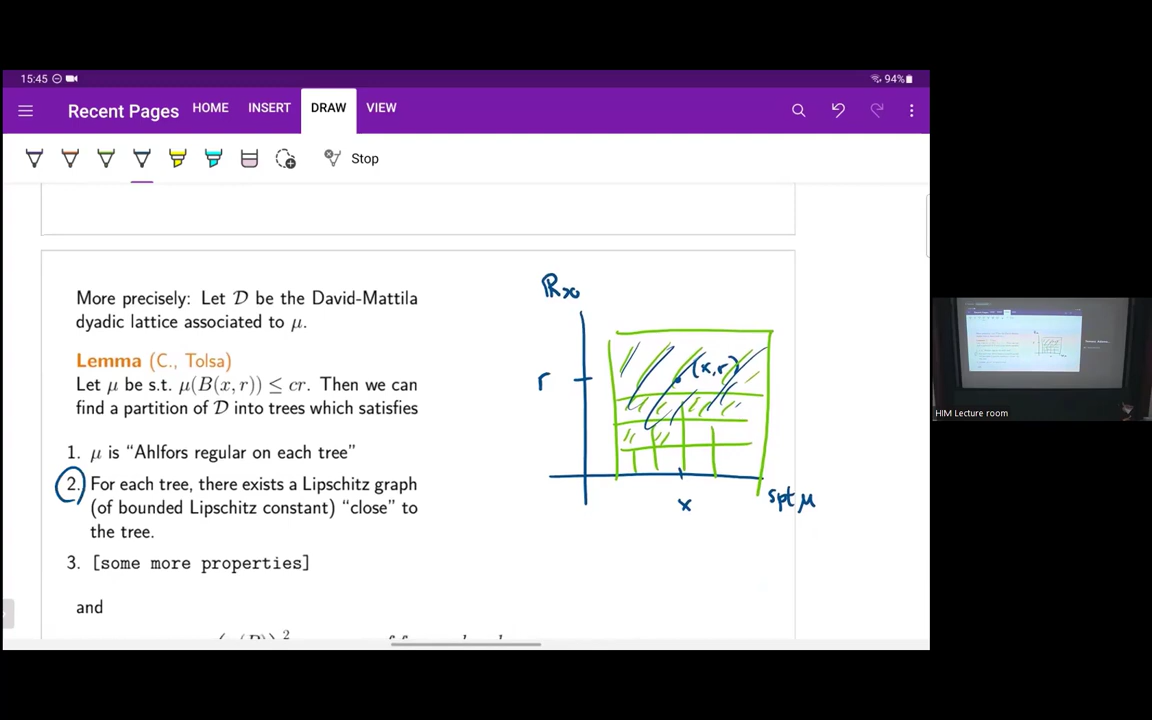 15:45
94%
Recent Pages
HOME
INSERT
DRAW
VIEW
Stop
More precisely: Let 𝒟 be the David-Mattila
dyadic lattice associated to μ.
Lemma (C., Tolsa)
Let μ be s.t. μ(B(x, r)) ≤ cr. Then we can
find a partition of 𝒟 into trees which satisfies
1. μ is “Ahlfors regular on each tree”
2. For each tree, there exists a Lipschitz graph
(of bounded Lipschitz constant) “close” to
the tree.
3. [some more properties]
and
r
(x,r)
x
spt μ
HIM Lecture room